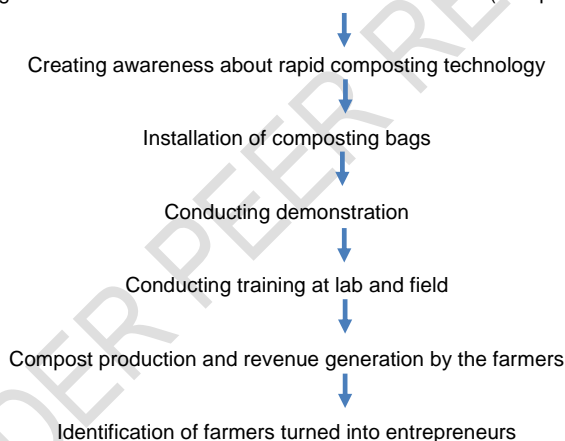 Creating awareness about rapid composting technology
Installation of composting bags
Conducting demonstration
Conducting training at lab and field
Compost production and revenue generation by the farmers
Identification of farmers turned into entrepreneurs